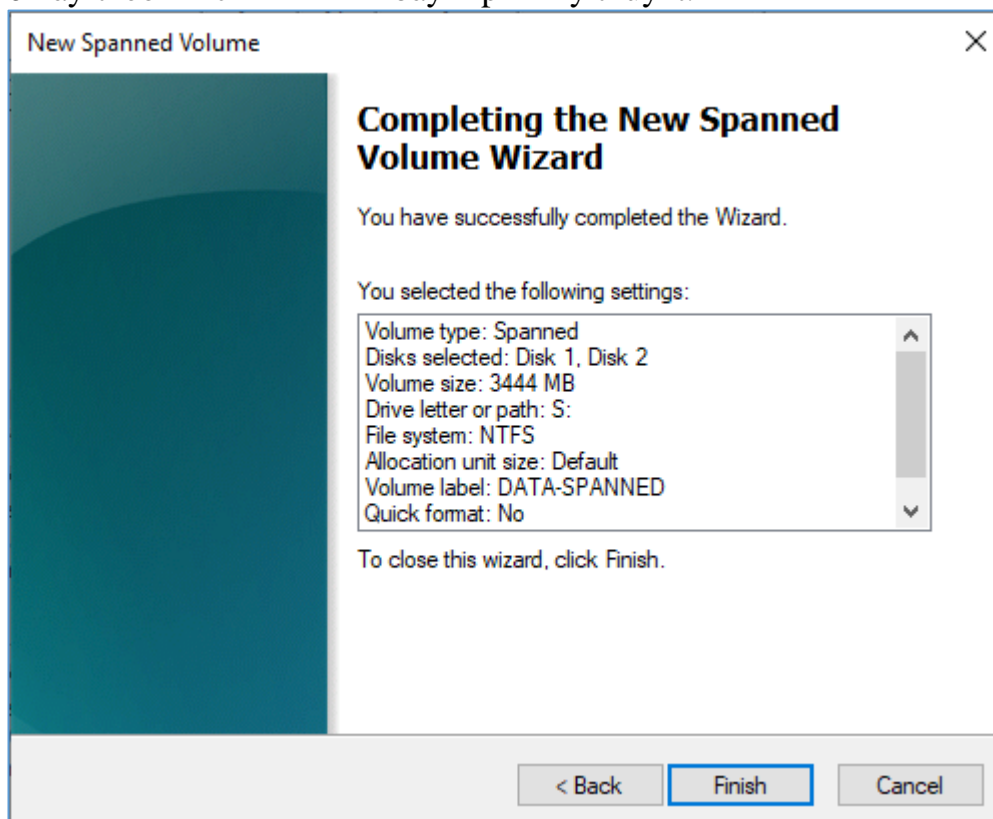 New Spanned Volume
Completing the New Spanned
Volume Wizard
You have successfully completed the Wizard.
You selected the following settings:
Volume type: Spanned
Disks selected: Disk 1, Disk 2
Volume size: 3444 MB
Drive letter or path: S:
File system: NTFS
Allocation unit size: Default
Volume label: DATA-SPANNED
Quick format: No
To close this wizard, click Finish.
< Back
Finish
Cancel